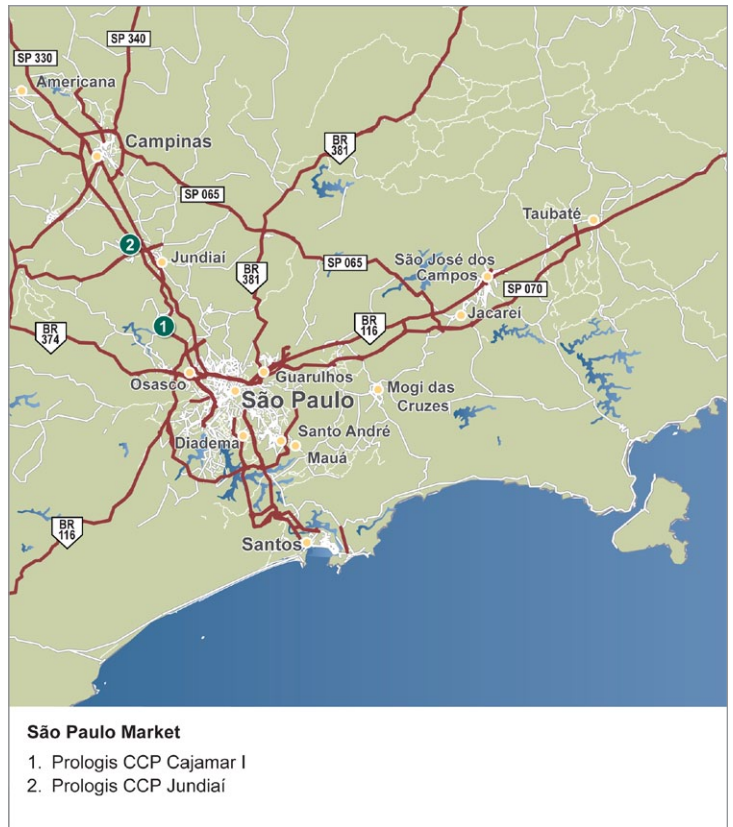 SP 340
SP 330
Americana
Campinas
BR
381
SP 065
Taubaté
Jundiaí
2
BR
381
SP 065
São José dos
Campos
SP 070
Jacareí
1
BR
374
BR
116
Osasco
Guarulhos
São Paulo
Mogi das
Cruzes
Diadema
Santo André
Mauá
BR
116
Santos
São Paulo Market
1. Prologis CCP Cajamar I
2. Prologis CCP Jundiaí